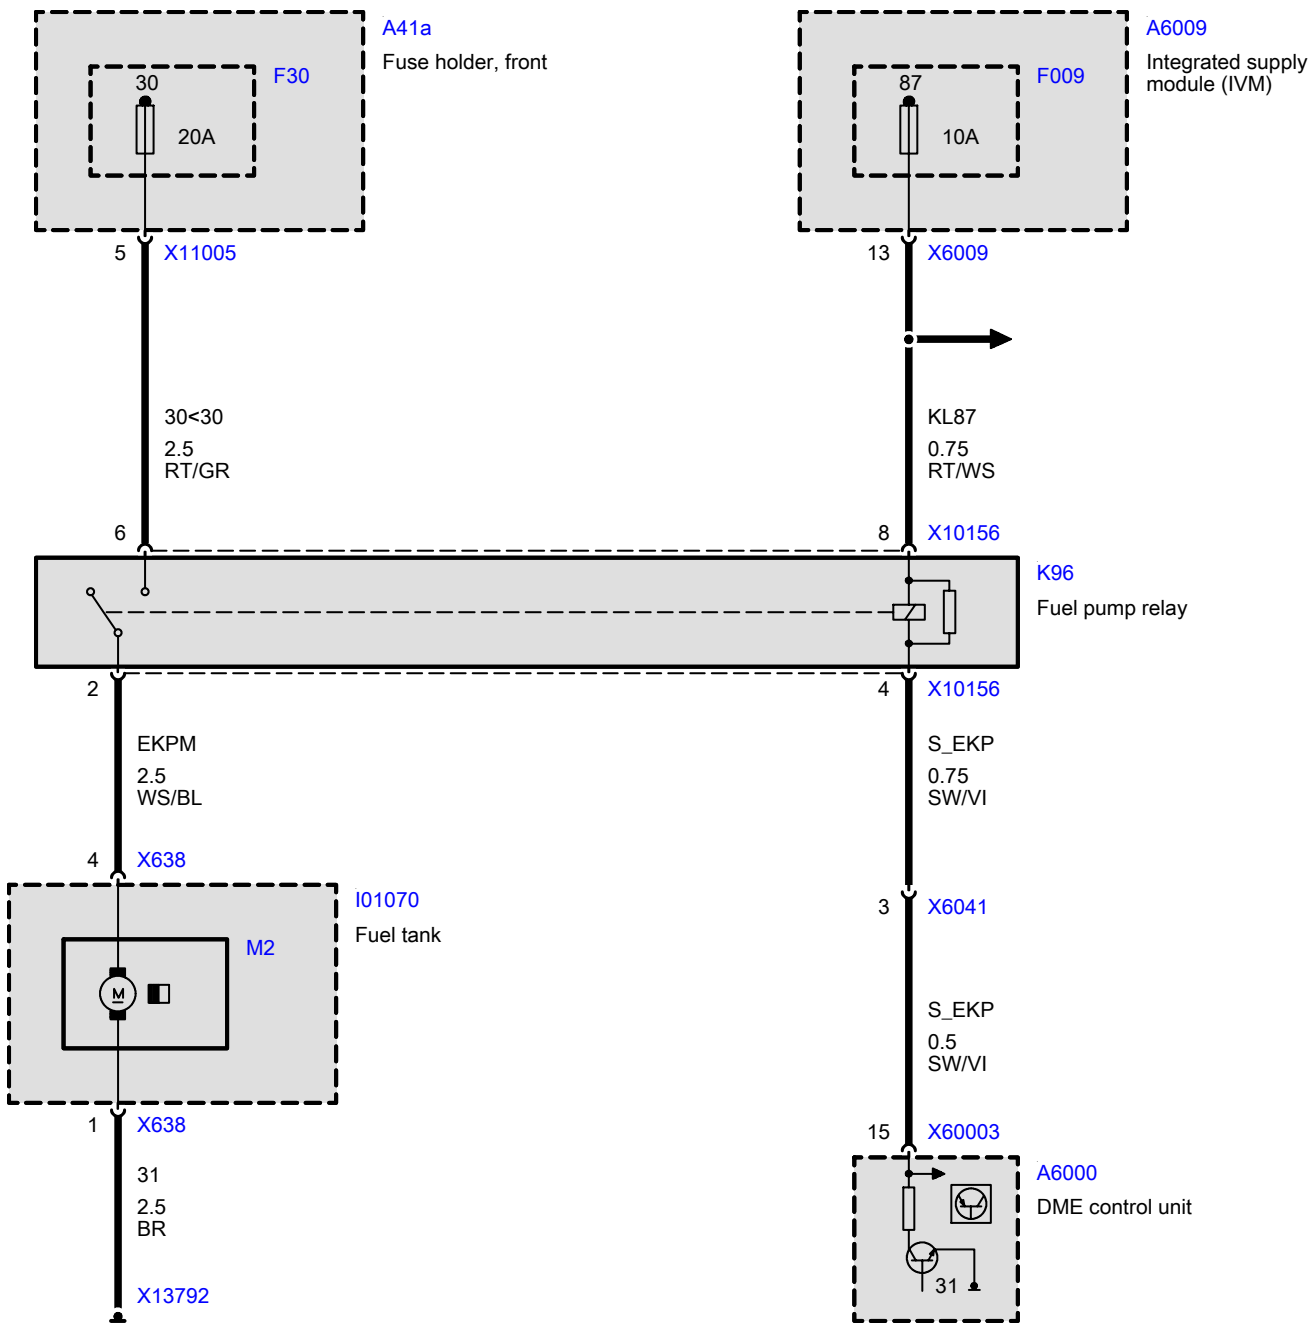 A41a
Fuse holder, front
F30
30
20A
A6009
Integrated supply
module (IVM)
F009
87
10A
5
X11005
13
X6009
30<30
2.5
RT/GR
KL87
0.75
RT/WS
6
8
X10156
K96
Fuel pump relay
2
4
X10156
EKPM
2.5
WS/BL
S_EKP
0.75
SW/VI
4
X638
I01070
Fuel tank
M2
M
3
X6041
S_EKP
0.5
SW/VI
1
X638
31
2.5
BR
15
X60003
A6000
DME control unit
31
X13792